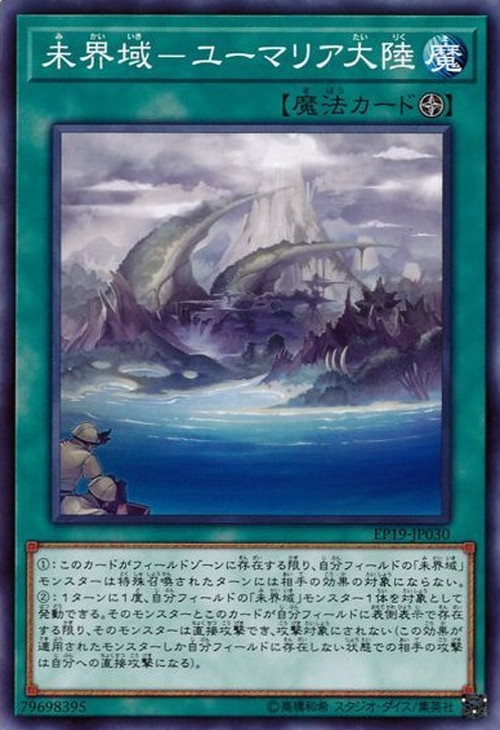 未界域－ユーマリア大陸 魔
【魔法カード】
EP19-JP030
①：このカードがフィールドゾーンに存在する限り、自分フィールドの「未界域」
モンスターは特殊召喚されたターンには相手の効果の対象にならない。
②：1ターンに1度、自分フィールドの「未界域」モンスター1体を対象として
発動できる。そのモンスターとこのカードが自分フィールドに表側表示で存在
する限り、そのモンスターは直接攻撃でき、攻撃対象にされない(この効果が
適用されたモンスターしか自分フィールドに存在しない状態での相手の攻撃
は自分への直接攻撃になる)。
79698395
©高橋和希 スタジオ・ダイス/集英社